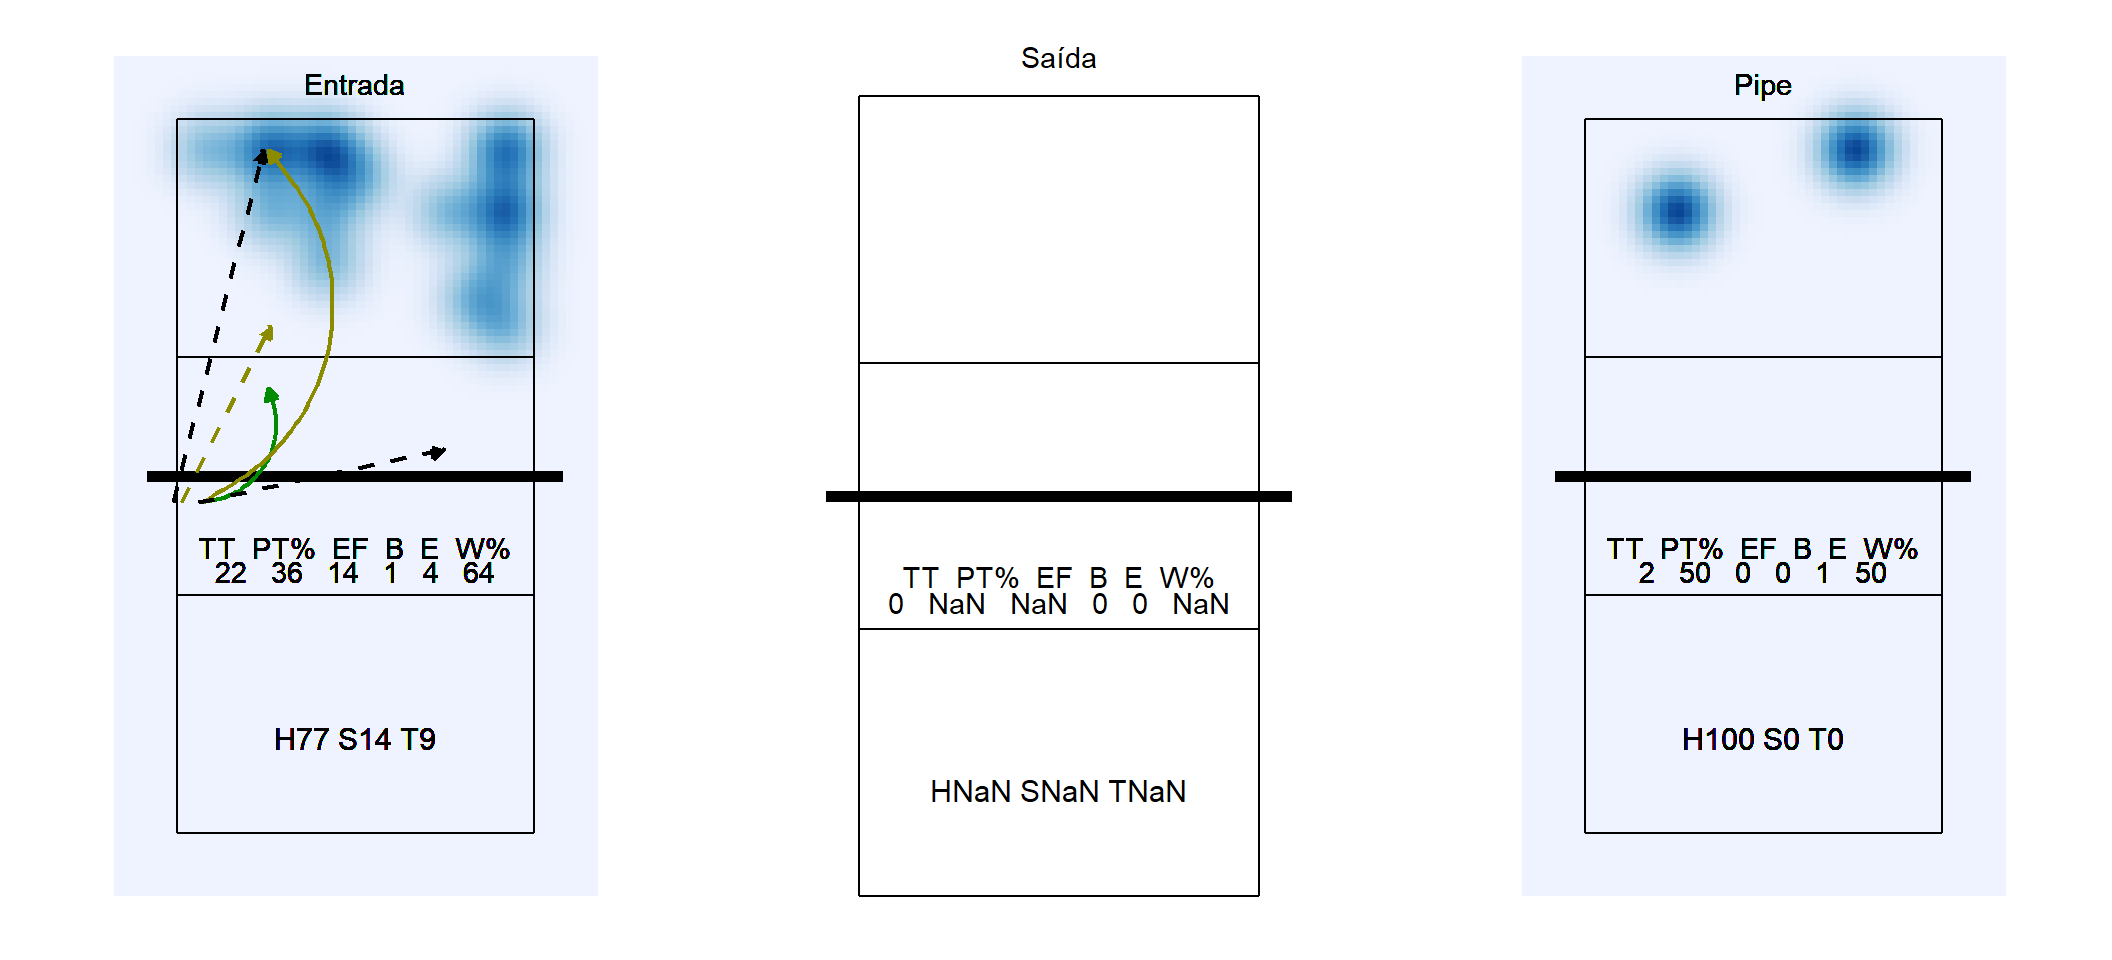 Entrada
TT PT% EF B E W%
22 36 14 1 4 64
H77 S14 T9
Saída
TT PT% EF B E W%
0 NaN NaN 0 0 NaN
HNaN SNaN TNaN
Pipe
TT PT% EF B E W%
2 50 0 0 1 50
H100 S0 T0